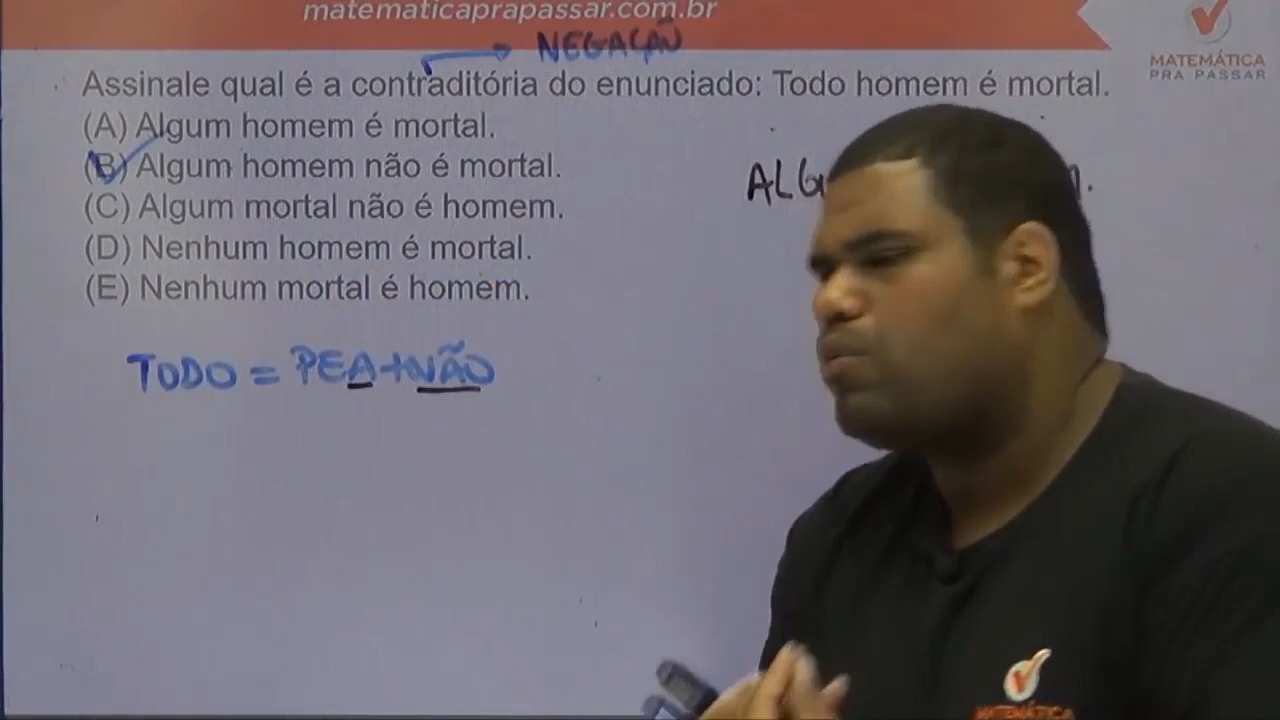 matematicaprapassar.com.br
NEGAÇÃO
MATEMÁTICA
PRA PASSAR
Assinale qual é a contraditória do enunciado: Todo homem é mortal.
(A) Algum homem é mortal.
(B) Algum homem não é mortal.
(C) Algum mortal não é homem.
(D) Nenhum homem é mortal.
(E) Nenhum mortal é homem.
TODO = PEA+NÃO
MATEMÁTICA